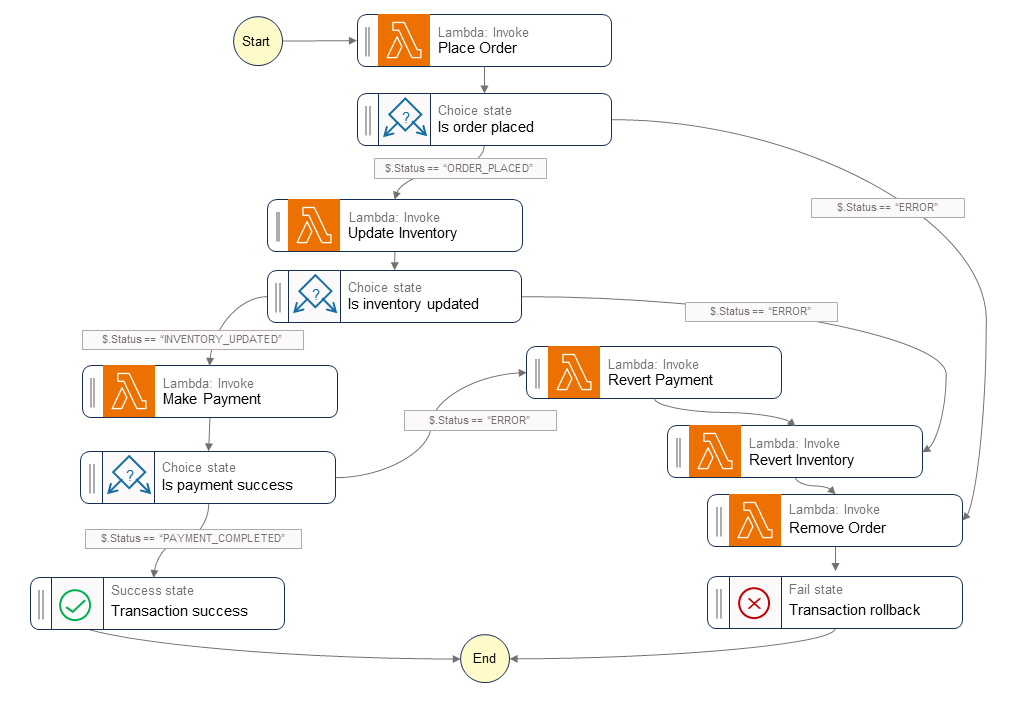 Start
Lambda: Invoke
Place Order
Choice state
?
Is order placed
$.Status == “ORDER_PLACED”
$.Status == “ERROR”
Lambda: Invoke
Update Inventory
Choice state
?
Is inventory updated
$.Status == “ERROR”
$.Status == “INVENTORY_UPDATED”
Lambda: Invoke
Revert Payment
Lambda: Invoke
Make Payment
$.Status == “ERROR”
Lambda: Invoke
Revert Inventory
Choice state
?
Is payment success
Lambda: Invoke
Remove Order
$.Status == “PAYMENT_COMPLETED”
Success state
Transaction success
Fail state
Transaction rollback
End